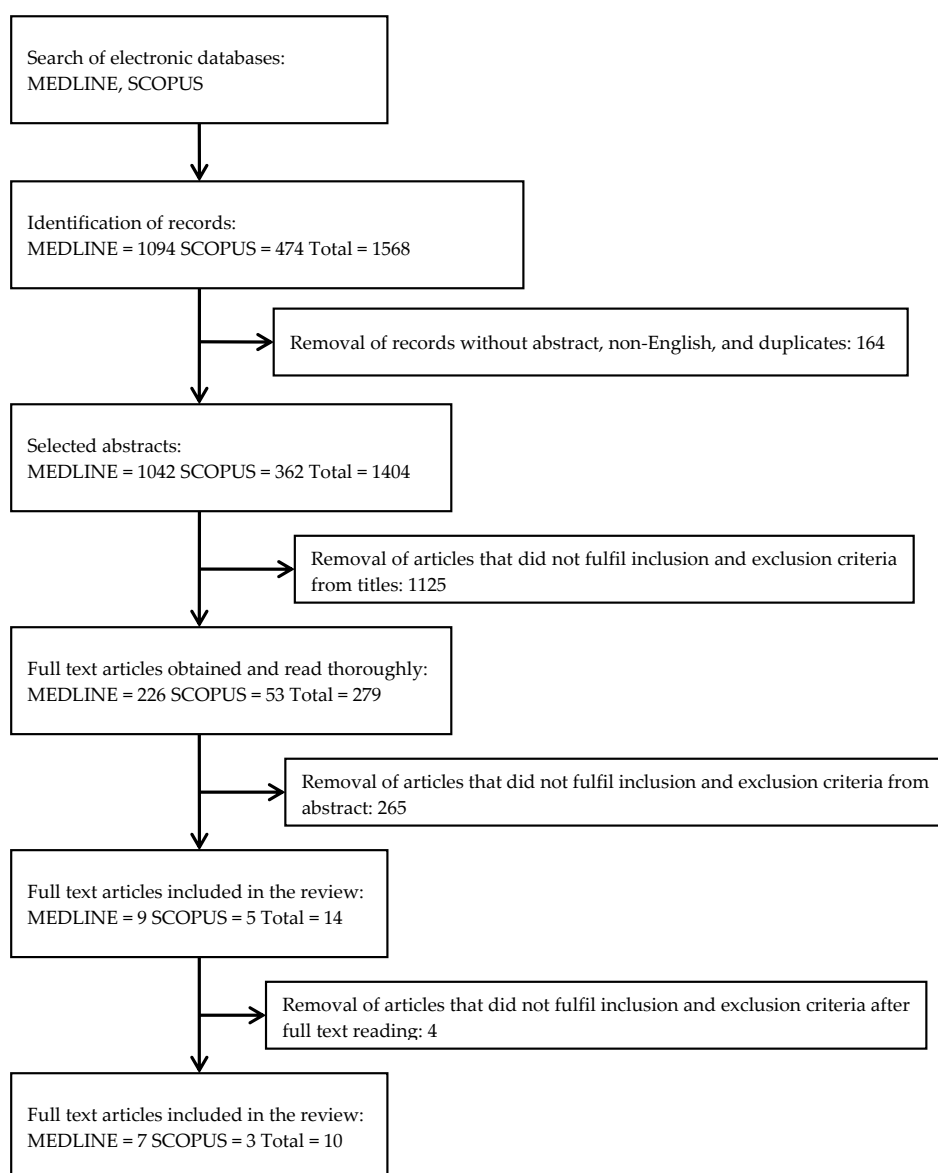 Search of electronic databases:
MEDLINE, SCOPUS
Identification of records:
MEDLINE = 1094 SCOPUS = 474 Total = 1568
Removal of records without abstract, non-English, and duplicates: 164
Selected abstracts:
MEDLINE = 1042 SCOPUS = 362 Total = 1404
Removal of articles that did not fulfil inclusion and exclusion criteria
from titles: 1125
Full text articles obtained and read thoroughly:
MEDLINE = 226 SCOPUS = 53 Total = 279
Removal of articles that did not fulfil inclusion and exclusion criteria from
abstract: 265
Full text articles included in the review:
MEDLINE = 9 SCOPUS = 5 Total = 14
Removal of articles that did not fulfil inclusion and exclusion criteria after
full text reading: 4
Full text articles included in the review:
MEDLINE = 7 SCOPUS = 3 Total = 10